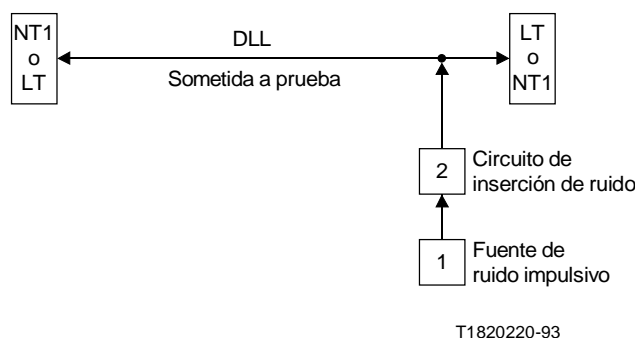 NT1
o
LT
DLL
Sometida a prueba
LT
o
NT1
2
Circuito de
inserción de ruido
1
Fuente de
ruido impulsivo
T1820220-93